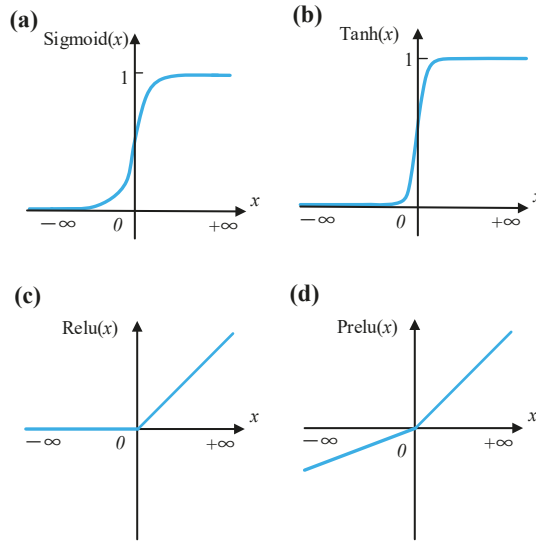 (a)
Sigmoid(x)
1
x
−∞
0
+∞
(b)
Tanh(x)
1
x
−∞
0
+∞
(c)
Relu(x)
x
−∞
0
+∞
(d)
Prelu(x)
x
−∞
0
+∞